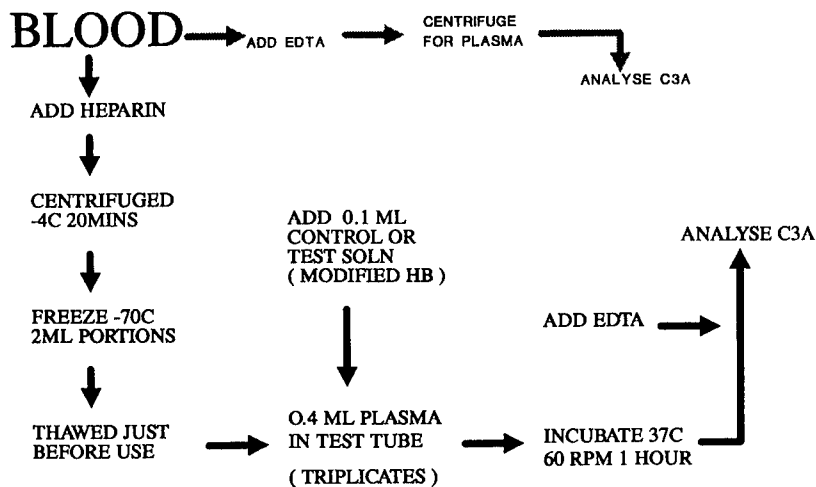 BLOOD
ADD EDTA
CENTRIFUGE
FOR PLASMA
ANALYSE C3A
ADD HEPARIN
CENTRIFUGED
-4C 20MINS
FREEZE -70C
2ML PORTIONS
THAWED JUST
BEFORE USE
ADD 0.1 ML
CONTROL OR
TEST SOLN
( MODIFIED HB )
0.4 ML PLASMA
IN TEST TUBE
( TRIPLICATES )
INCUBATE 37C
60 RPM 1 HOUR
ADD EDTA
ANALYSE C3A